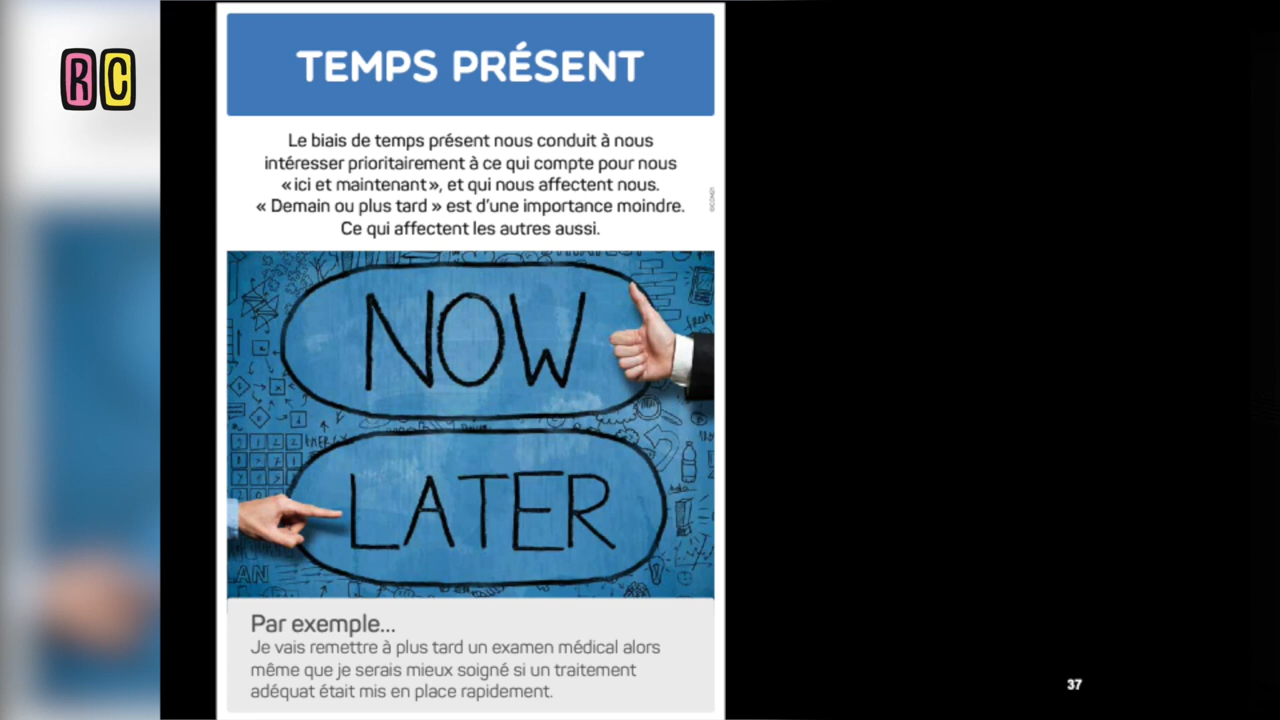 RC
TEMPS PRÉSENT
Le biais de temps présent nous conduit à nous
intéresser prioritairement à ce qui compte pour nous
« ici et maintenant », et qui nous affectent nous.
« Demain ou plus tard » est d'une importance moindre.
Ce qui affectent les autres aussi.
NOW
LATER
Par exemple...
Je vais remettre à plus tard un examen médical alors
même que je serais mieux soigné si un traitement
adéquat était mis en place rapidement.
37